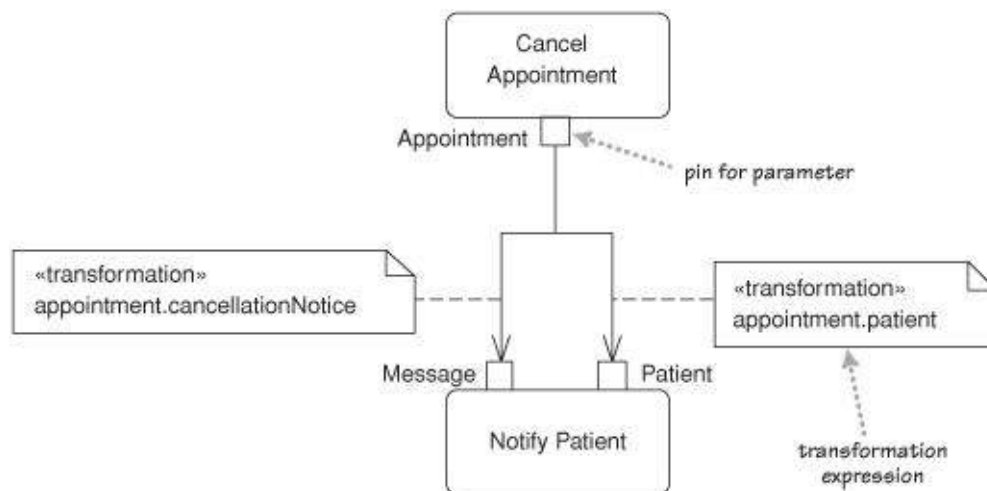 Cancel
Appointment
Appointment
pin for parameter
«transformation»
appointment.cancellationNotice
«transformation»
appointment.patient
Message
Patient
Notify Patient
transformation
expression